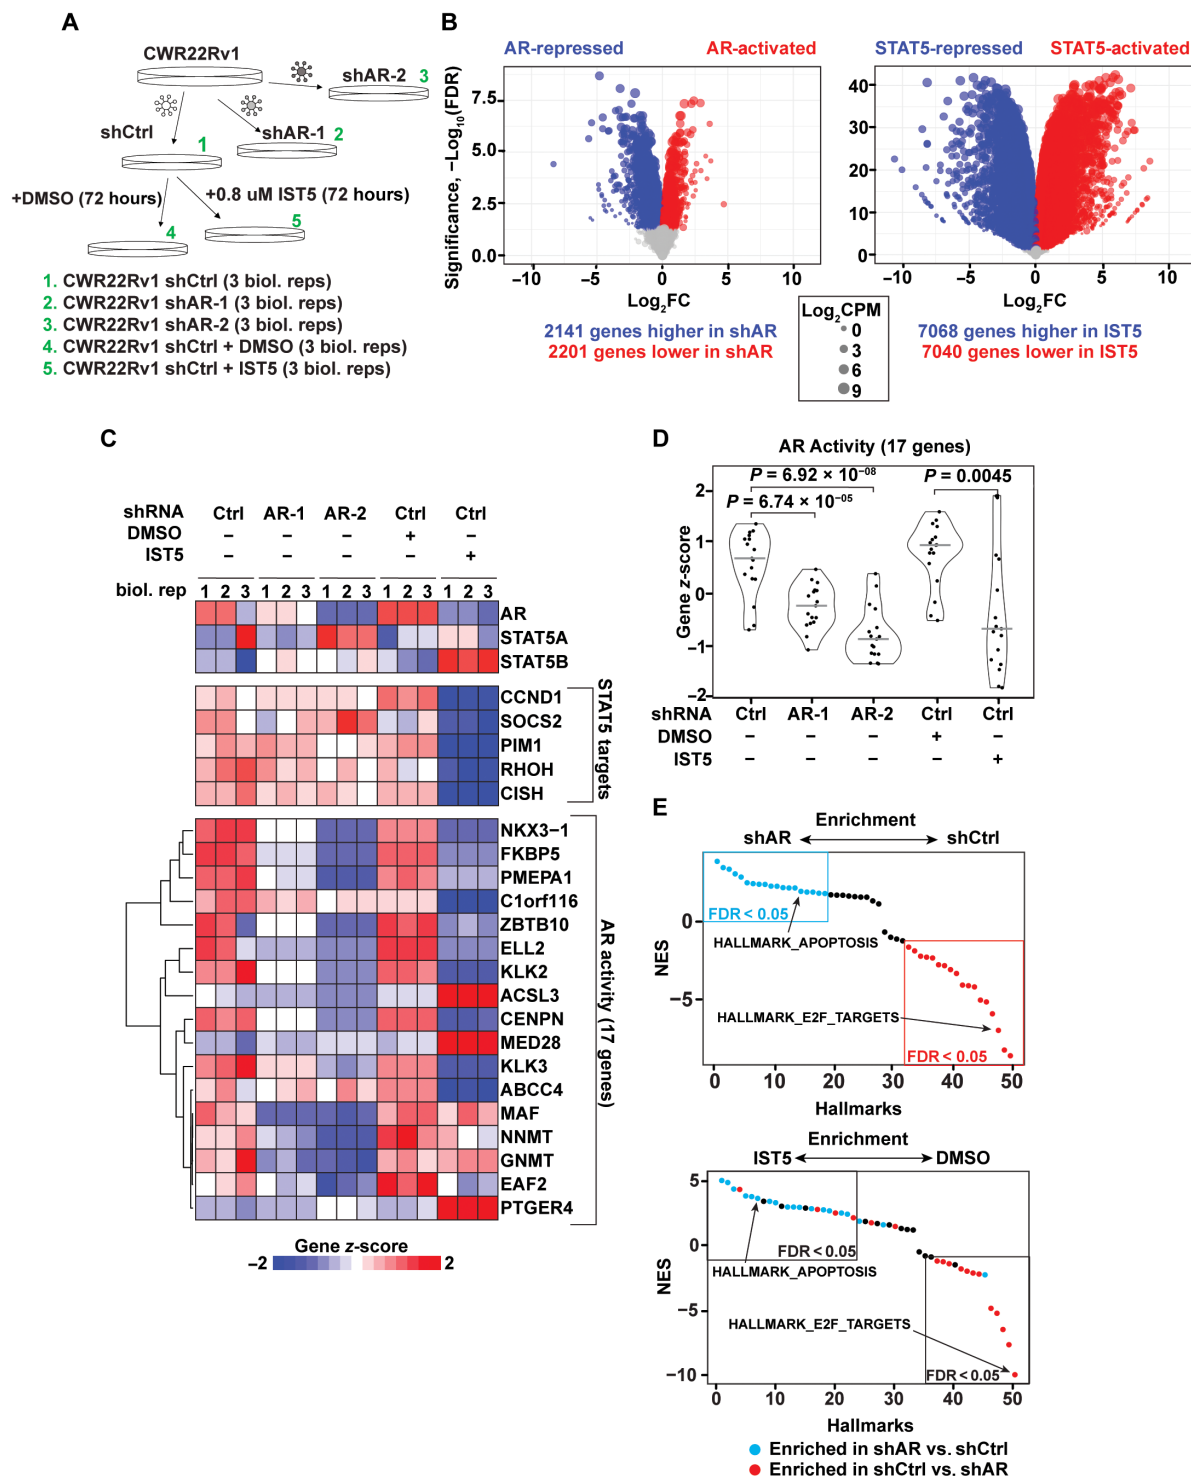 A
CWR22Rv1
shAR-2 3
shCtrl
shAR-1 2
1
+DMSO (72 hours)
+0.8 uM IST5 (72 hours)
4
5
1. CWR22Rv1 shCtrl (3 biol. reps)
2. CWR22Rv1 shAR-1 (3 biol. reps)
3. CWR22Rv1 shAR-2 (3 biol. reps)
4. CWR22Rv1 shCtrl + DMSO (3 biol. reps)
5. CWR22Rv1 shCtrl + IST5 (3 biol. reps)
B
AR-repressed AR-activated
Significance, −Log10(FDR)
7.5
5.0
2.5
0.0
−10 −5 0 5 10
Log2FC
2141 genes higher in shAR
2201 genes lower in shAR
STAT5-repressed STAT5-activated
40
30
20
10
0
−10 −5 0 5 10
Log2FC
7068 genes higher in IST5
7040 genes lower in IST5
Log2CPM
0
3
6
9
C
shRNA Ctrl AR-1 AR-2 Ctrl Ctrl
DMSO − − − + −
IST5 − − − − +
biol. rep 1 2 3 1 2 3 1 2 3 1 2 3 1 2 3
AR
STAT5A
STAT5B
CCND1
SOCS2
PIM1
RHOH
CISH
STAT5 targets
NKX3−1
FKBP5
PMEPA1
C1orf116
ZBTB10
ELL2
KLK2
ACSL3
CENPN
MED28
KLK3
ABCC4
MAF
NNMT
GNMT
EAF2
PTGER4
AR activity (17 genes)
Gene z-score
−2 2
D
AR Activity (17 genes)
P = 6.92 × 10−08
P = 6.74 × 10−05
P = 0.0045
Gene z-score
2
1
0
−1
−2
shRNA Ctrl AR-1 AR-2 Ctrl Ctrl
DMSO − − − + −
IST5 − − − − +
E
Enrichment
shAR shCtrl
NES
0
−5
FDR < 0.05
HALLMARK_APOPTOSIS
HALLMARK_E2F_TARGETS
FDR < 0.05
0 10 20 30 40 50
Hallmarks
Enrichment
IST5 DMSO
NES
5
0
−5
−10
FDR < 0.05
HALLMARK_APOPTOSIS
HALLMARK_E2F_TARGETS
FDR < 0.05
0 10 20 30 40 50
Hallmarks
Enriched in shAR vs. shCtrl
Enriched in shCtrl vs. shAR